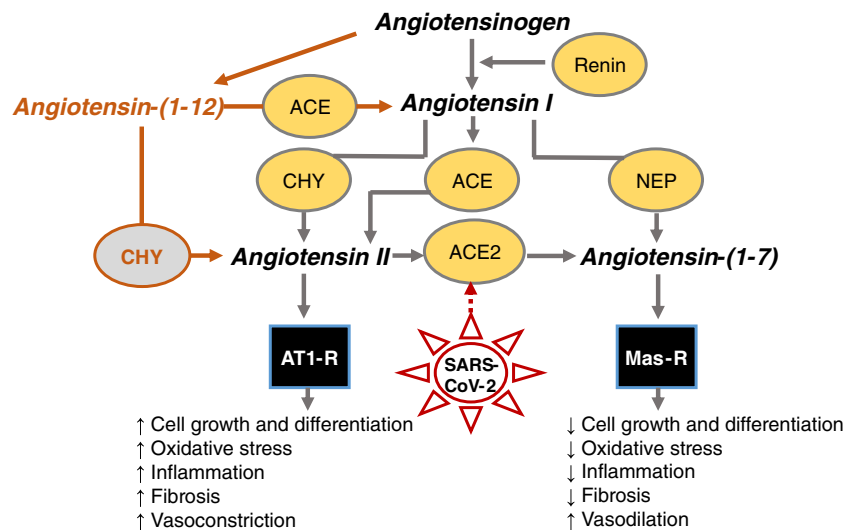 Angiotensinogen
Renin
Angiotensin-(1-12)
ACE
Angiotensin I
CHY
ACE
NEP
CHY
Angiotensin II
ACE2
Angiotensin-(1-7)
AT1-R
SARS-
CoV-2
Mas-R
↑ Cell growth and differentiation
↑ Oxidative stress
↑ Inflammation
↑ Fibrosis
↑ Vasoconstriction
↓ Cell growth and differentiation
↓ Oxidative stress
↓ Inflammation
↓ Fibrosis
↑ Vasodilation